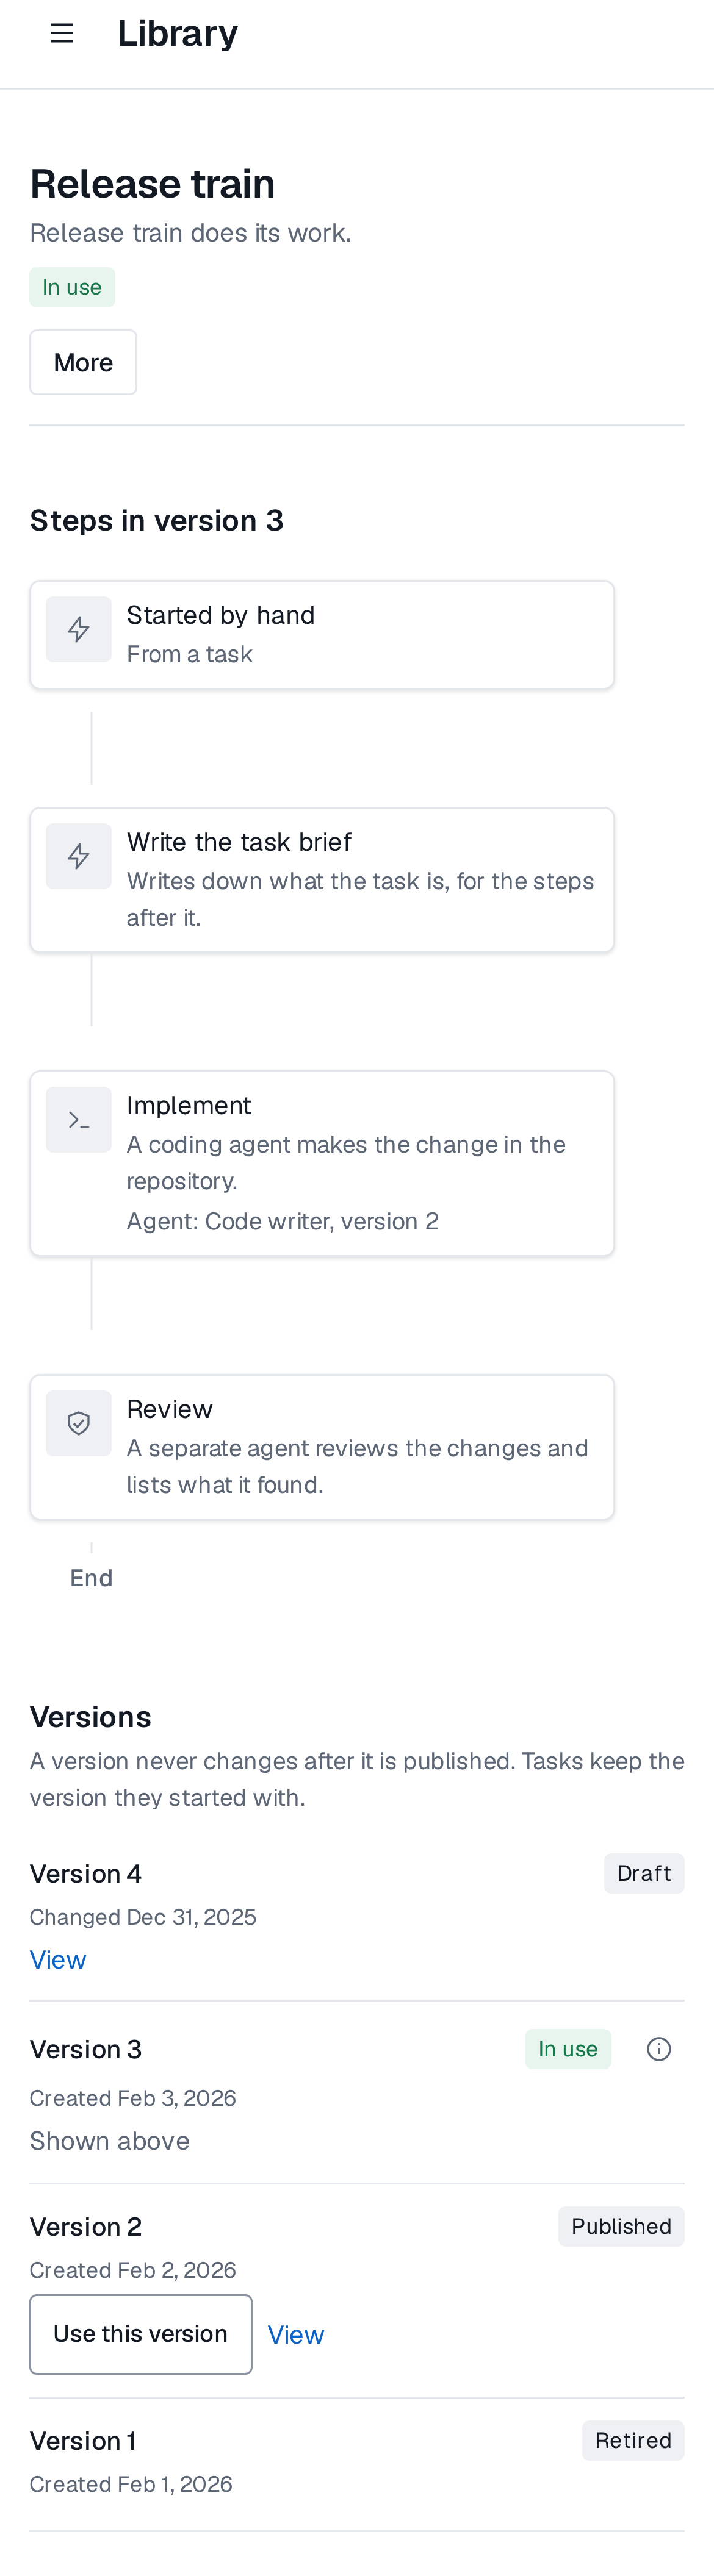 Library
Release train
Release train does its work.
In use
More
Steps in version 3
Started by hand
From a task
Write the task brief
Writes down what the task is, for the steps
after it.
Implement
A coding agent makes the change in the
repository.
Agent: Code writer, version 2
Review
A separate agent reviews the changes and
lists what it found.
End
Versions
A version never changes after it is published. Tasks keep the
version they started with.
Version 4
Draft
Changed Dec 31, 2025
View
Version 3
In use
Created Feb 3, 2026
Shown above
Version 2
Published
Created Feb 2, 2026
Use this version
View
Version 1
Retired
Created Feb 1, 2026